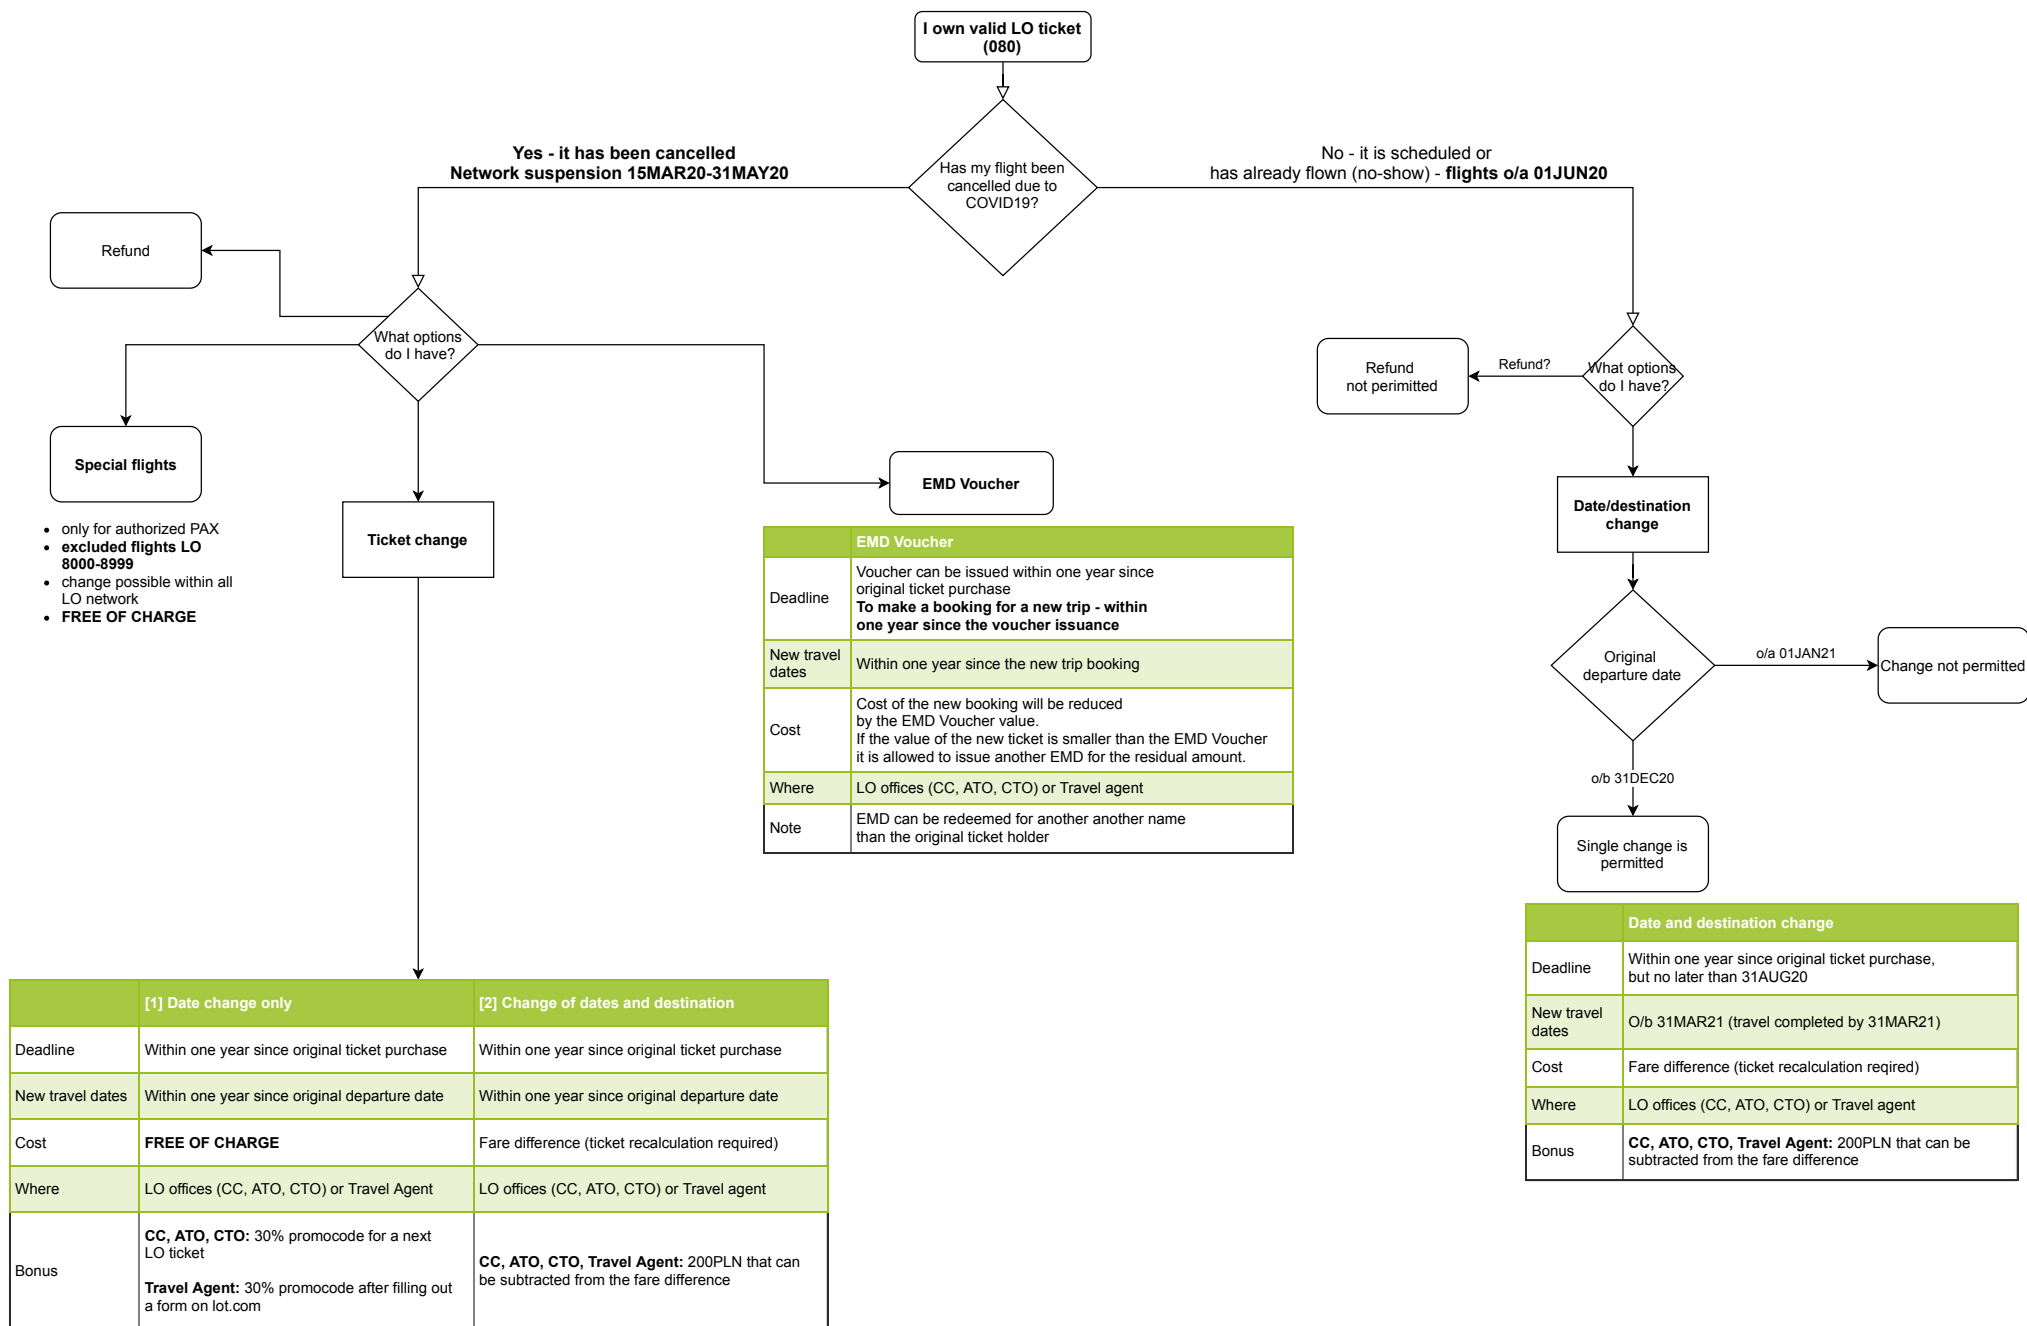 I own valid LO ticket
(080)
Has my flight been
cancelled due to
COVID19?
Yes - it has been cancelled
Network suspension 15MAR20-31MAY20
No - it is scheduled or
has already flown (no-show) - flights o/a 01JUN20
Refund
What options
do I have?
Special flights
• only for authorized PAX
• excluded flights LO
8000-8999
• change possible within all
LO network
• FREE OF CHARGE
Ticket change
EMD Voucher
EMD Voucher
Deadline
Voucher can be issued within one year since
original ticket purchase
To make a booking for a new trip - within
one year since the voucher issuance
New travel
dates
Within one year since the new trip booking
Cost
Cost of the new booking will be reduced
by the EMD Voucher value.
If the value of the new ticket is smaller than the EMD Voucher
it is allowed to issue another EMD for the residual amount.
Where
LO offices (CC, ATO, CTO) or Travel agent
Note
EMD can be redeemed for another another name
than the original ticket holder
Refund
not perimitted
Refund?
What options
do I have?
Date/destination
change
Original
departure date
o/a 01JAN21
Change not permitted
o/b 31DEC20
Single change is
permitted
Date and destination change
Deadline
Within one year since original ticket purchase,
but no later than 31AUG20
New travel
dates
O/b 31MAR21 (travel completed by 31MAR21)
Cost
Fare difference (ticket recalculation reqired)
Where
LO offices (CC, ATO, CTO) or Travel agent
Bonus
CC, ATO, CTO, Travel Agent: 200PLN that can be
subtracted from the fare difference
[1] Date change only
[2] Change of dates and destination
Deadline
Within one year since original ticket purchase
Within one year since original ticket purchase
New travel dates
Within one year since original departure date
Within one year since original departure date
Cost
FREE OF CHARGE
Fare difference (ticket recalculation required)
Where
LO offices (CC, ATO, CTO) or Travel Agent
LO offices (CC, ATO, CTO) or Travel agent
Bonus
CC, ATO, CTO: 30% promocode for a next
LO ticket
Travel Agent: 30% promocode after filling out
a form on lot.com
CC, ATO, CTO, Travel Agent: 200PLN that can
be subtracted from the fare difference